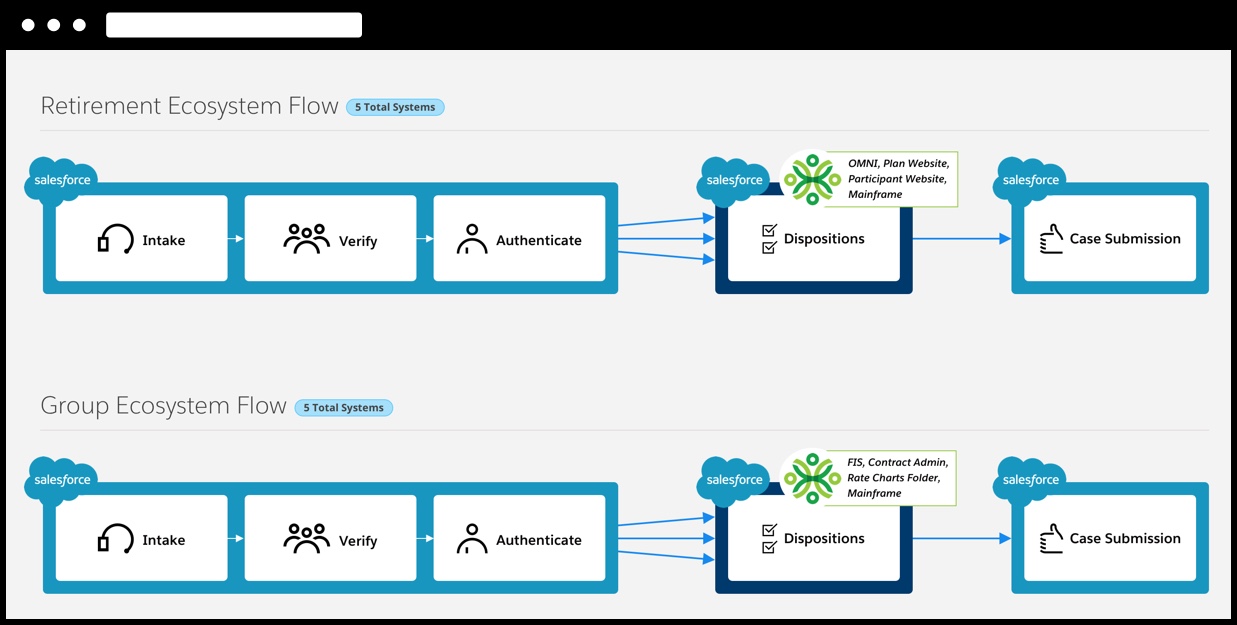 Retirement Ecosystem Flow 5 Total Systems
salesforce
salesforce
OMNI, Plan Website,
Participant Website,
Mainframe
salesforce
Intake
Verify
Authenticate
Dispositions
Case Submission
Group Ecosystem Flow 5 Total Systems
salesforce
salesforce
FIS, Contract Admin,
Rate Charts Folder,
Mainframe
salesforce
Intake
Verify
Authenticate
Dispositions
Case Submission